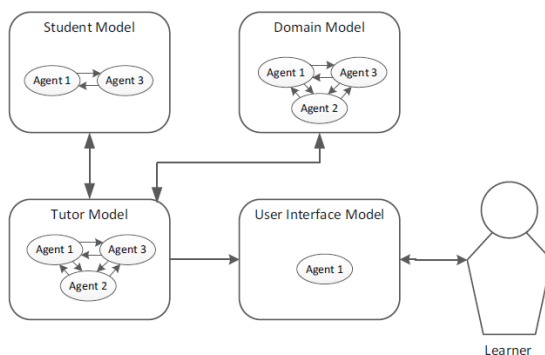 Student Model
Agent 1
Agent 3
Domain Model
Agent 1
Agent 3
Agent 2
Tutor Model
Agent 1
Agent 3
Agent 2
User Interface Model
Agent 1
Learner